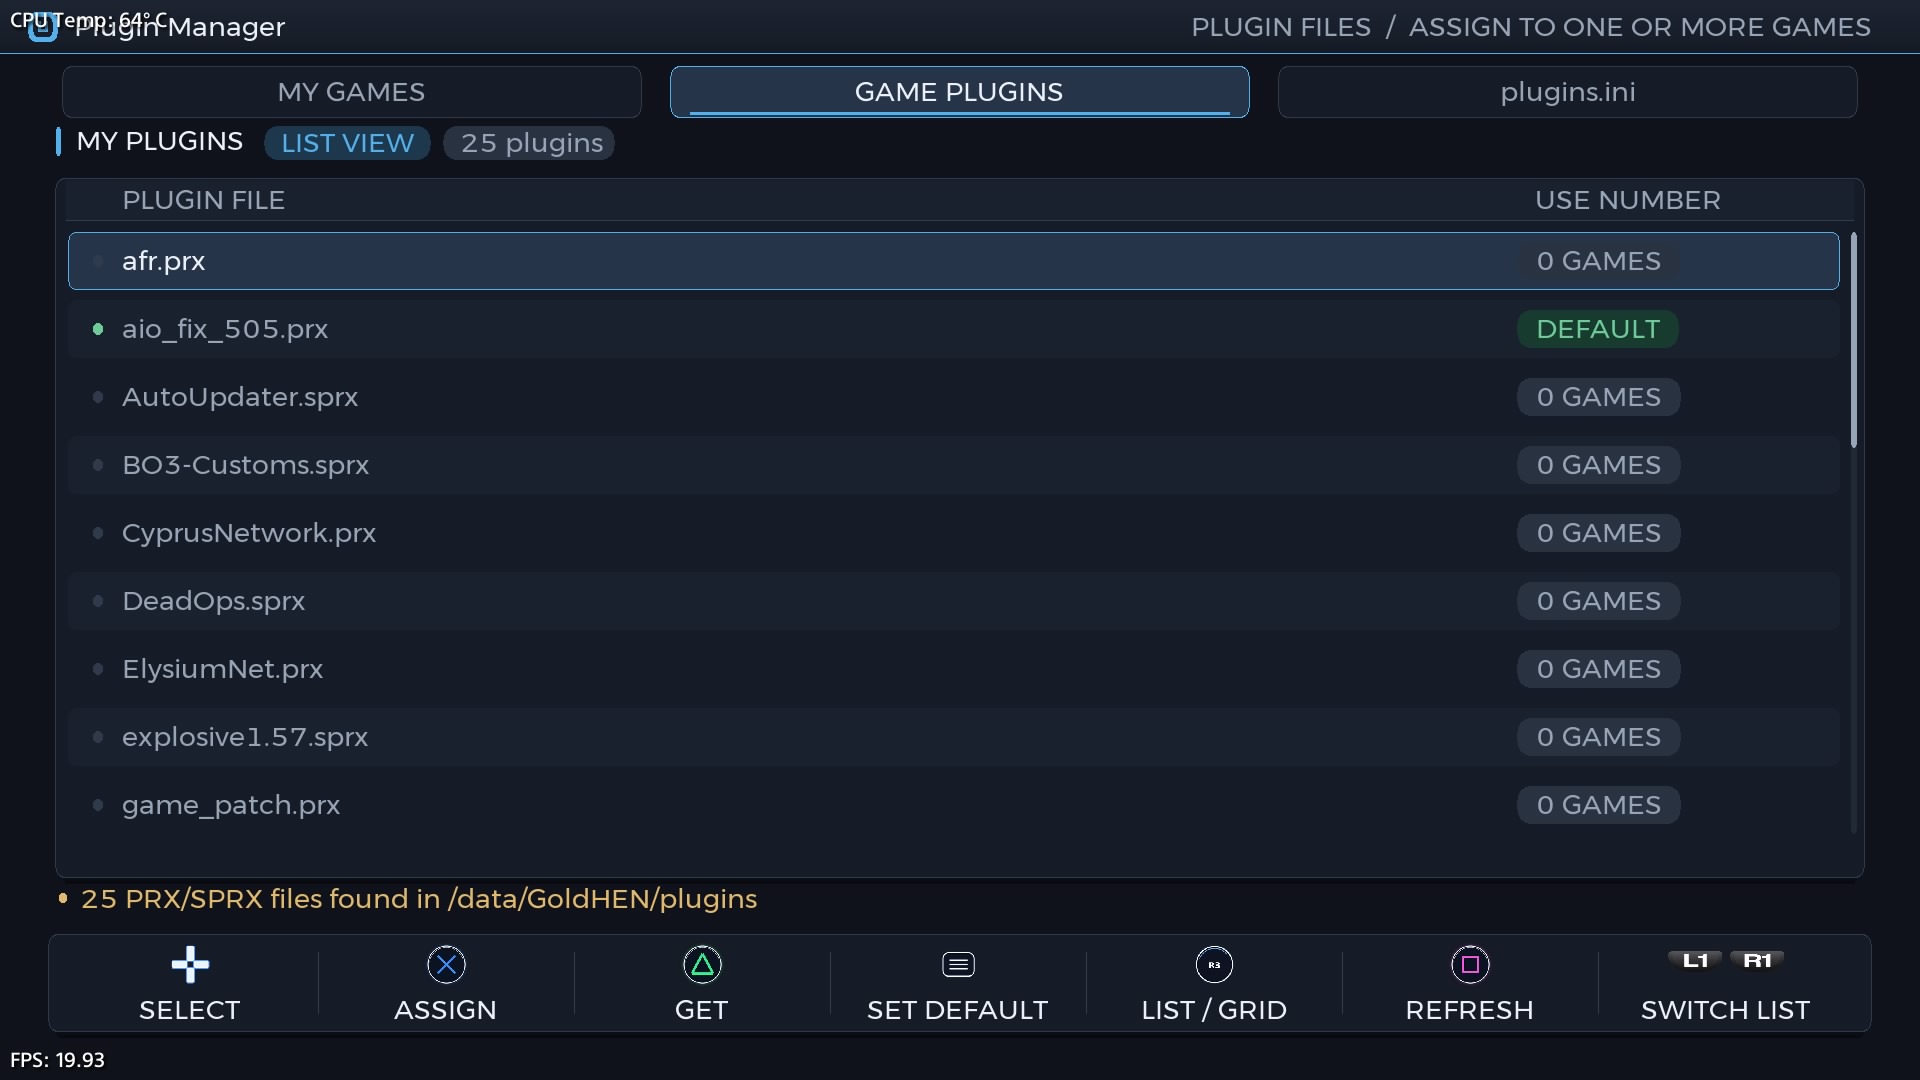 CPU Temp: 64° C
Plugin Manager
PLUGIN FILES / ASSIGN TO ONE OR MORE GAMES
MY GAMES
GAME PLUGINS
plugins.ini
MY PLUGINS
LIST VIEW
25 plugins
PLUGIN FILE
USE NUMBER
afr.prx
0 GAMES
aio_fix_505.prx
DEFAULT
AutoUpdater.sprx
0 GAMES
BO3-Customs.sprx
0 GAMES
CyprusNetwork.prx
0 GAMES
DeadOps.sprx
0 GAMES
ElysiumNet.prx
0 GAMES
explosive1.57.sprx
0 GAMES
game_patch.prx
0 GAMES
25 PRX/SPRX files found in /data/GoldHEN/plugins
SELECT
ASSIGN
GET
SET DEFAULT
R3
LIST / GRID
REFRESH
L1 R1
SWITCH LIST
FPS: 19.93